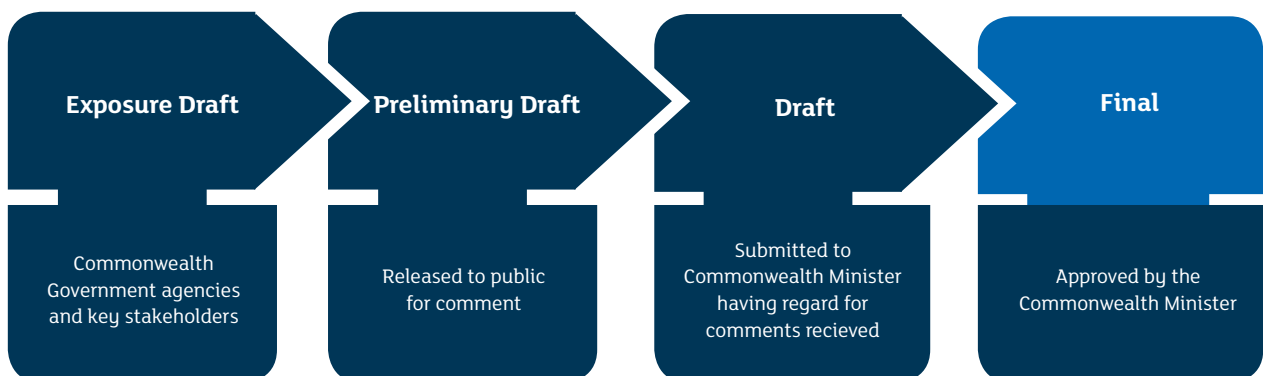 Exposure Draft
Commonwealth
Government agencies
and key stakeholders
Preliminary Draft
Released to public
for comment
Draft
Submitted to
Commonwealth Minister
having regard for
comments recieved
Final
Approved by the
Commonwealth Minister